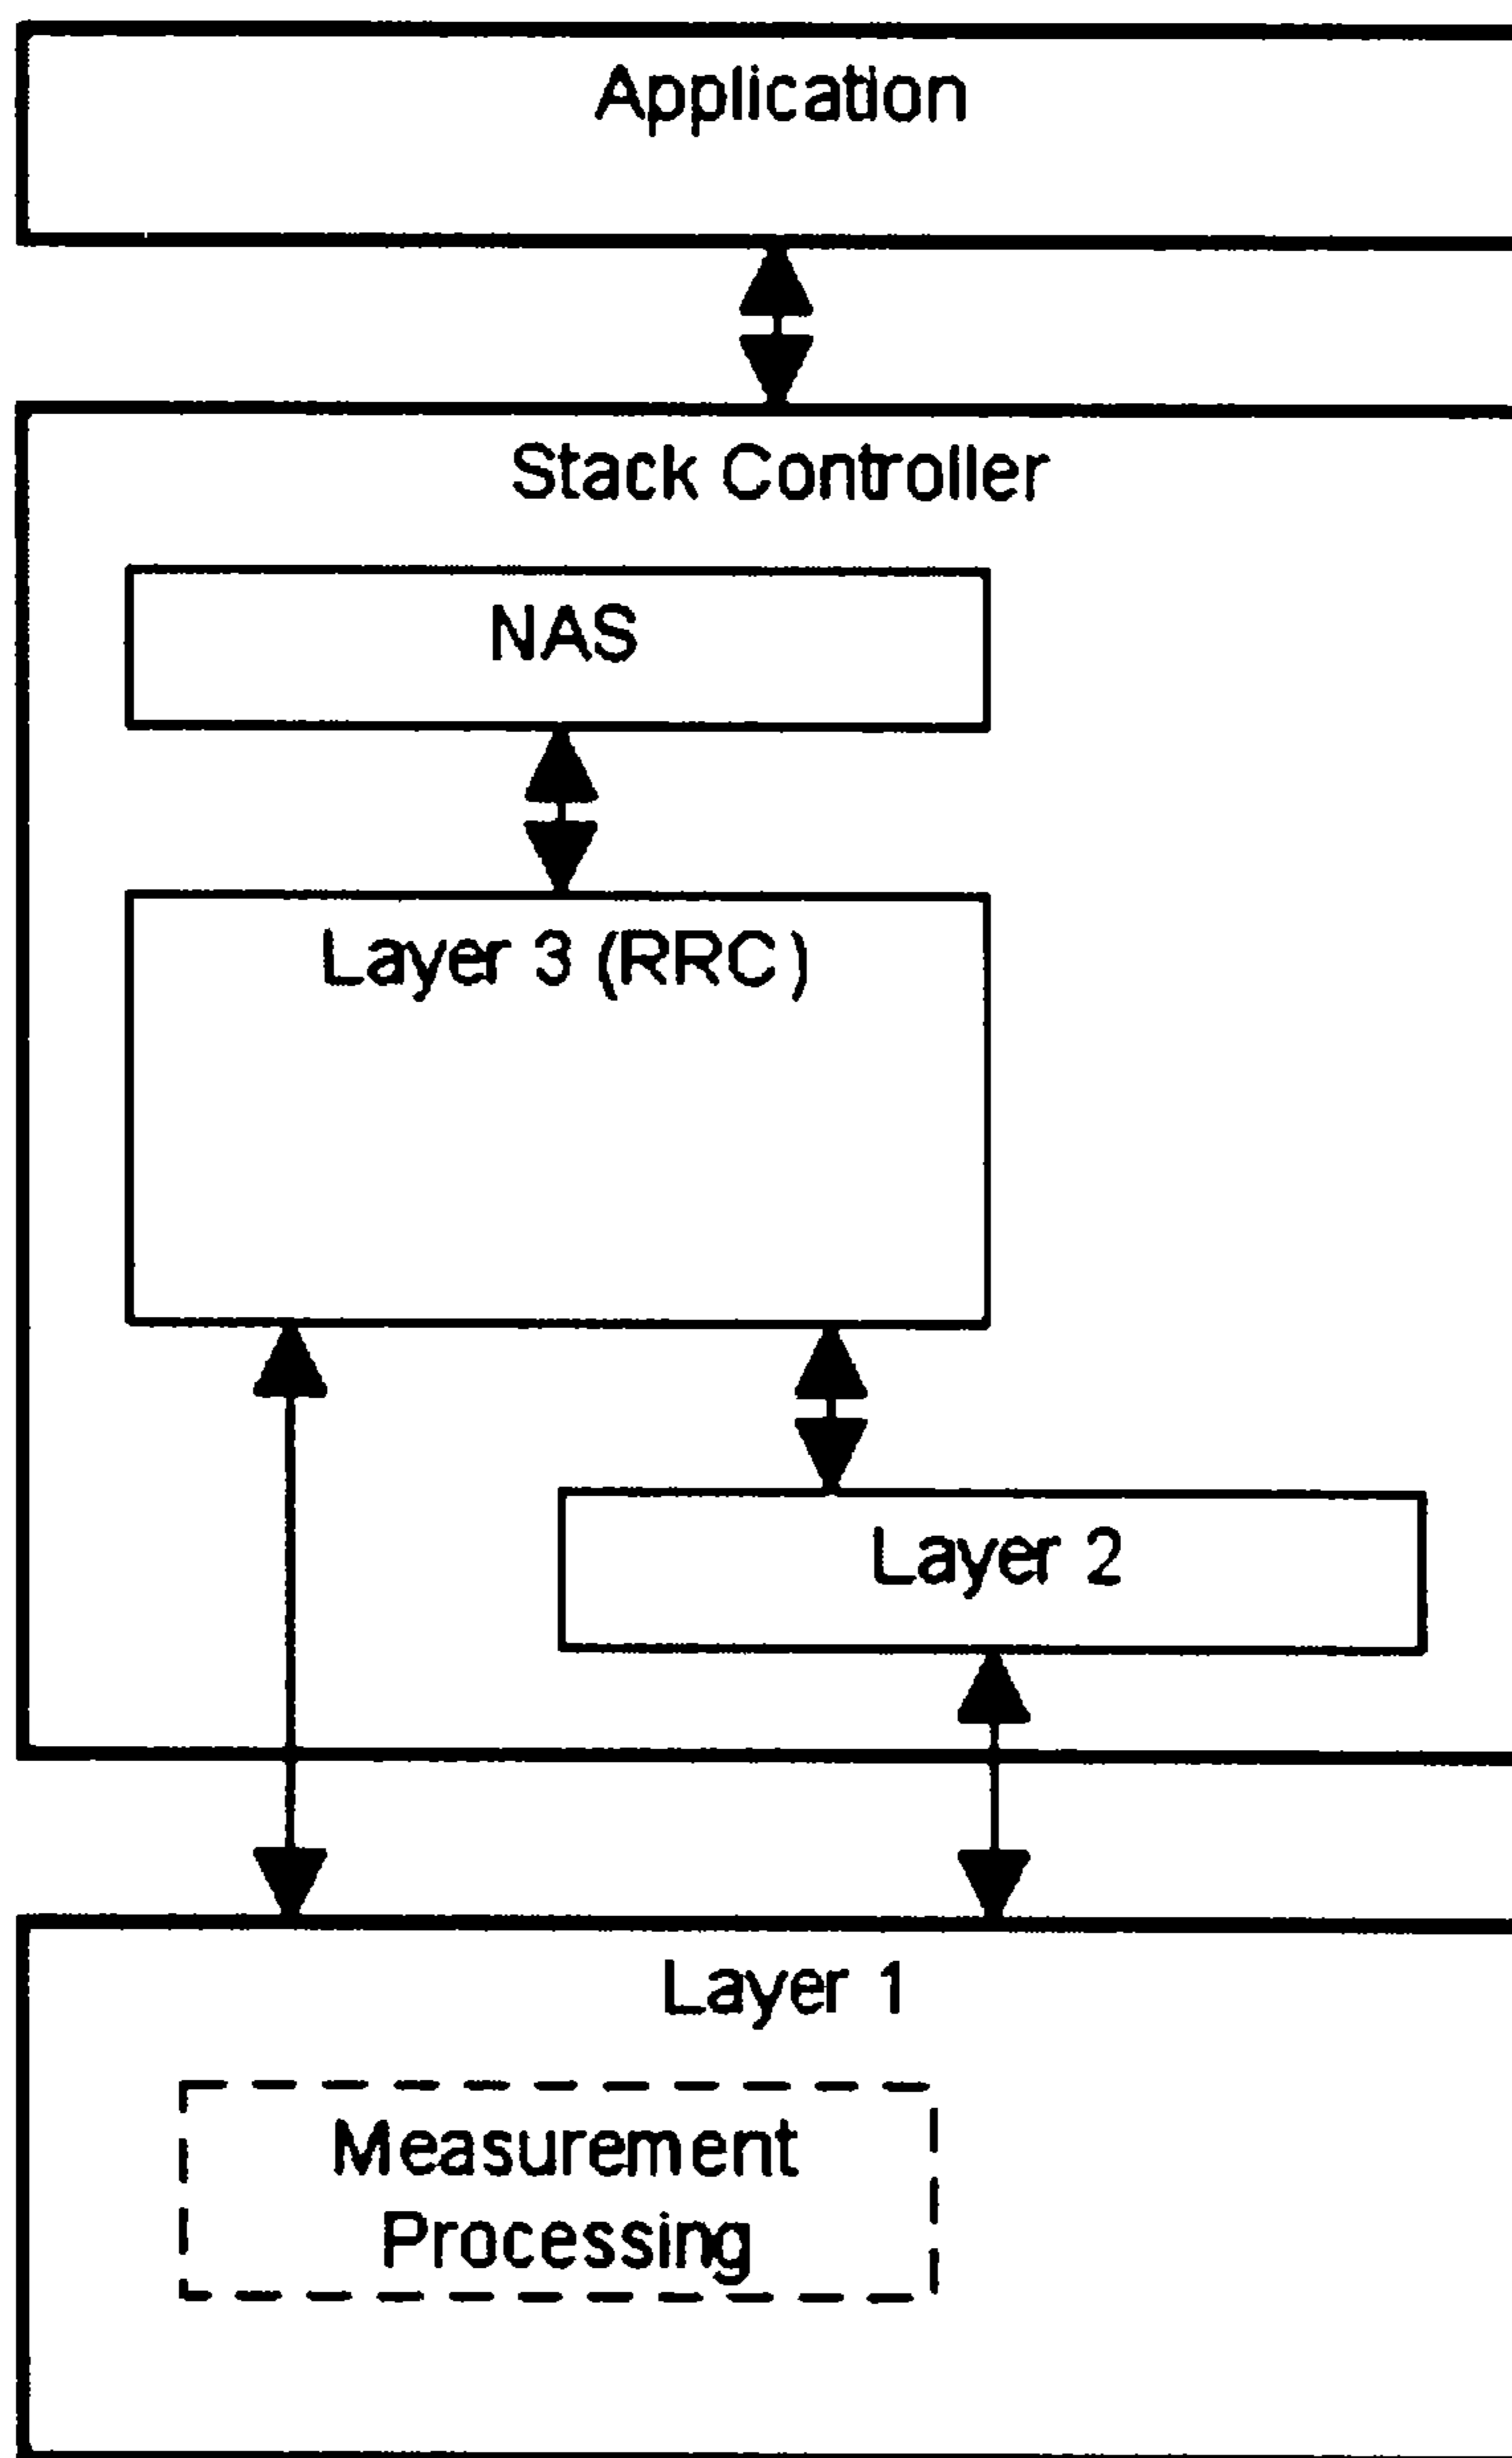 Application
Stack Controller
NAS
Layer 3 (RRC)
Layer 2
Layer 1
Measurement
Processing